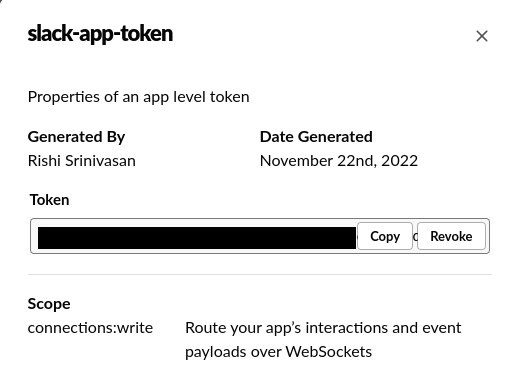 slack-app-token
Properties of an app level token
Generated By
Date Generated
Rishi Srinivasan
November 22nd, 2022
Token
Copy
Revoke
Scope
connections:write
Route your app's interactions and event
payloads over WebSockets